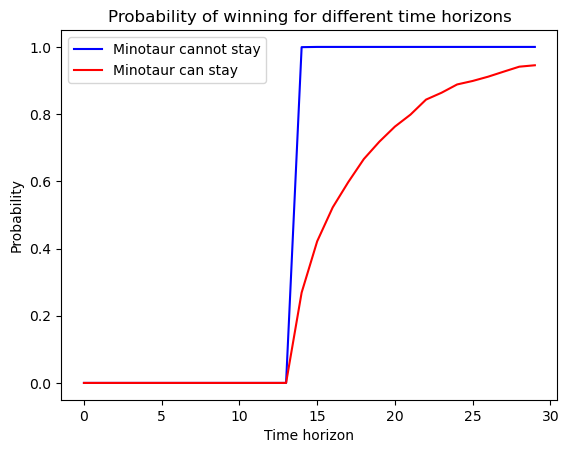 Probability of winning for different time horizons
Minotaur cannot stay
Minotaur can stay
Probability
1.0
0.8
0.6
0.4
0.2
0.0
0 5 10 15 20 25 30
Time horizon